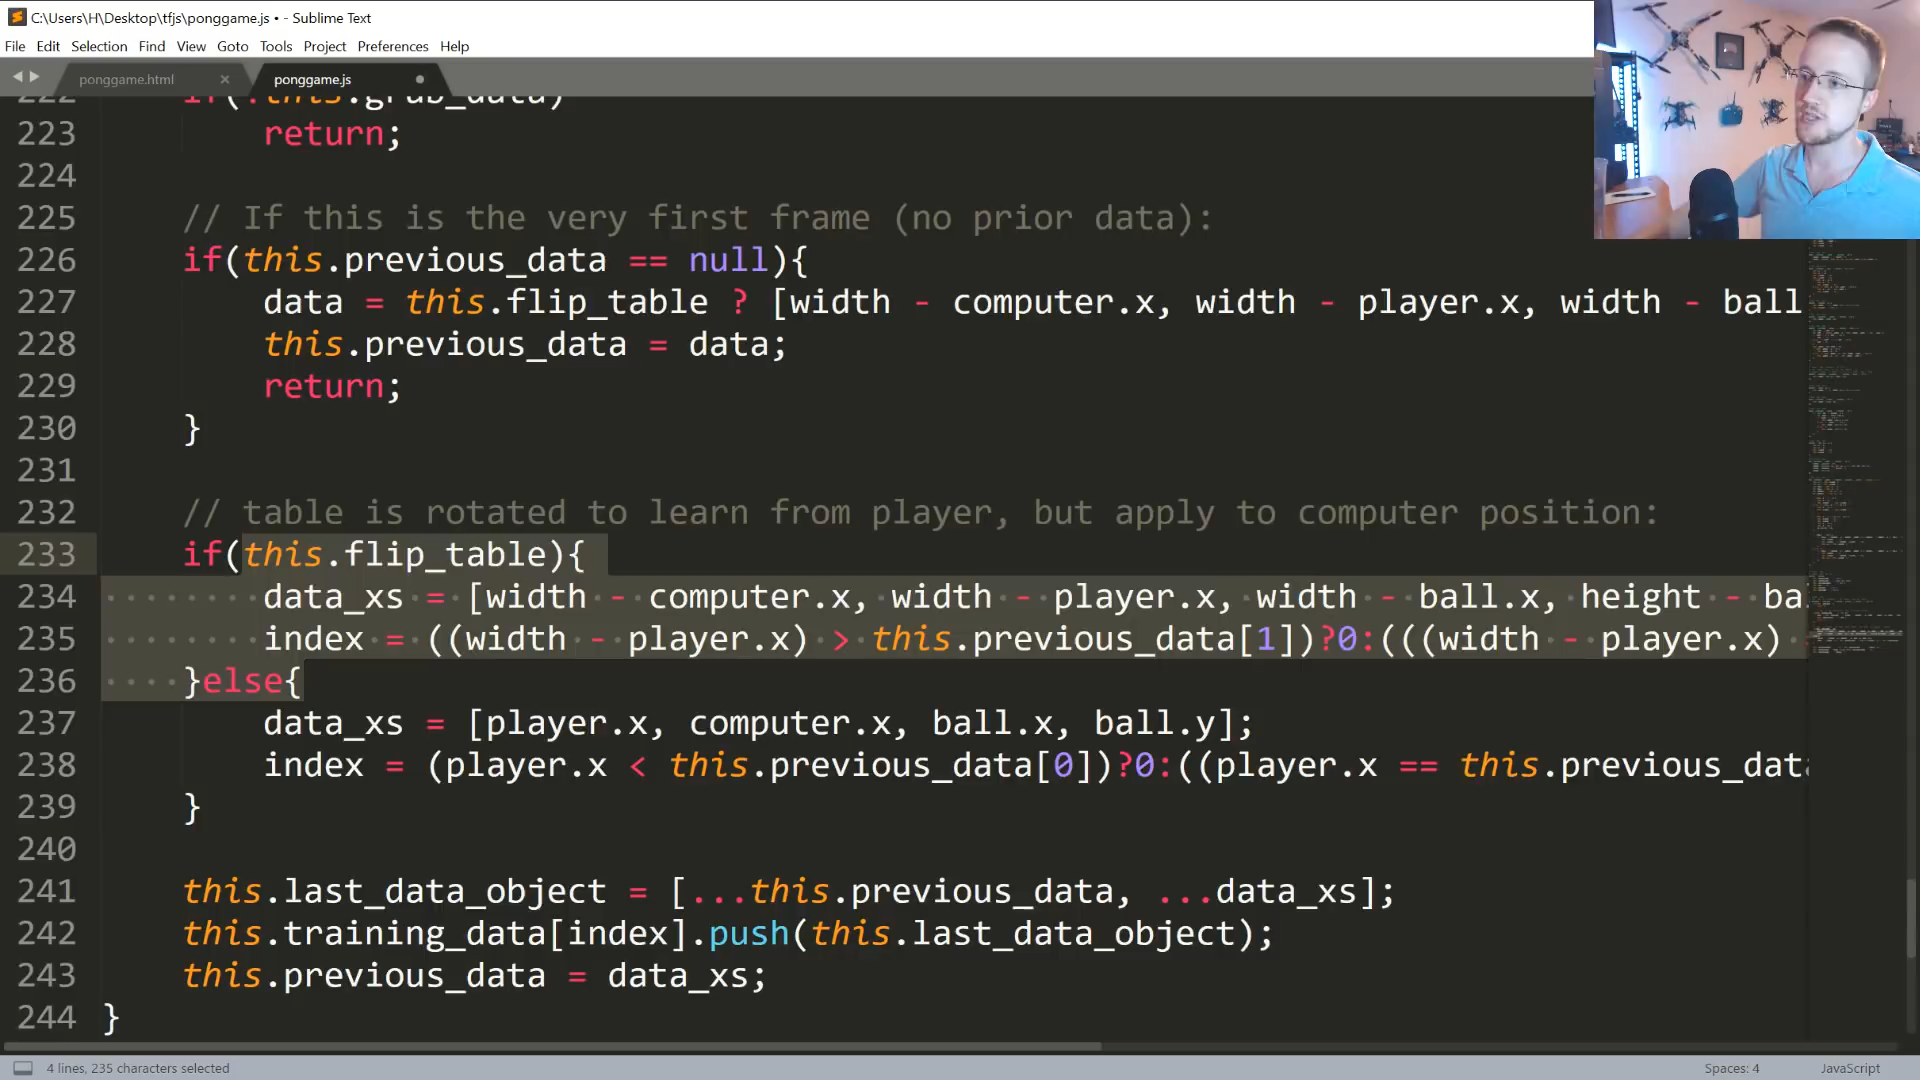 C:\Users\H\Desktop\tfjs\ponggame.js • - Sublime Text
File Edit Selection Find View Goto Tools Project Preferences Help
ponggame.html × ponggame.js
222 if(!this.grab_data)
223 return;
224
225 // If this is the very first frame (no prior data):
226 if(this.previous_data == null){
227 data = this.flip_table ? [width - computer.x, width - player.x, width - ball
228 this.previous_data = data;
229 return;
230 }
231
232 // table is rotated to learn from player, but apply to computer position:
233 if(this.flip_table){
234 data_xs = [width - computer.x, width - player.x, width - ball.x, height - ba
235 index = ((width - player.x) > this.previous_data[1])?0:(((width - player.x)
236 }else{
237 data_xs = [player.x, computer.x, ball.x, ball.y];
238 index = (player.x < this.previous_data[0])?0:((player.x == this.previous_data
239 }
240
241 this.last_data_object = [...this.previous_data, ...data_xs];
242 this.training_data[index].push(this.last_data_object);
243 this.previous_data = data_xs;
244 }
4 lines, 235 characters selected Spaces: 4 JavaScript